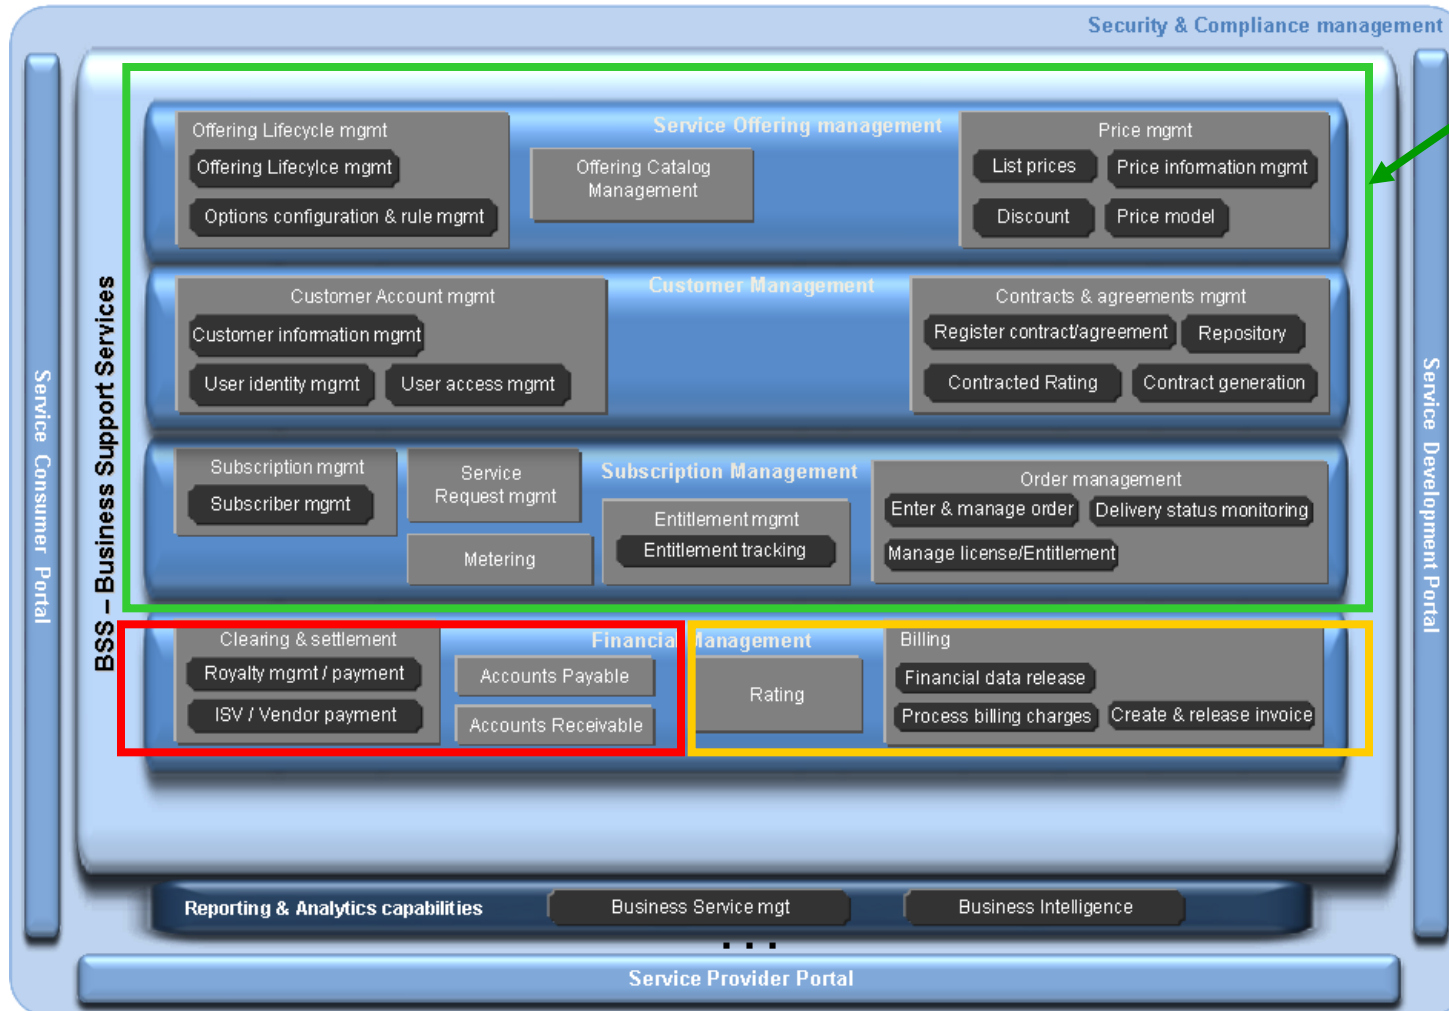 Security & Compliance management
Service Consumer Portal
BSS – Business Support Services
Service Development Portal
Service Offering management
Offering Lifecycle mgmt
Offering Lifecylce mgmt
Options configuration & rule mgmt
Offering Catalog
Management
Price mgmt
List prices
Price information mgmt
Discount
Price model
Customer Management
Customer Account mgmt
Customer information mgmt
User identity mgmt
User access mgmt
Contracts & agreements mgmt
Register contract/agreement
Repository
Contracted Rating
Contract generation
Subscription Management
Subscription mgmt
Subscriber mgmt
Service
Request mgmt
Metering
Entitlement mgmt
Entitlement tracking
Order management
Enter & manage order
Delivery status monitoring
Manage license/Entitlement
Financial Management
Clearing & settlement
Royalty mgmt / payment
ISV / Vendor payment
Accounts Payable
Accounts Receivable
Rating
Billing
Financial data release
Process billing charges
Create & release invoice
Reporting & Analytics capabilities
Business Service mgt
Business Intelligence
...
Service Provider Portal